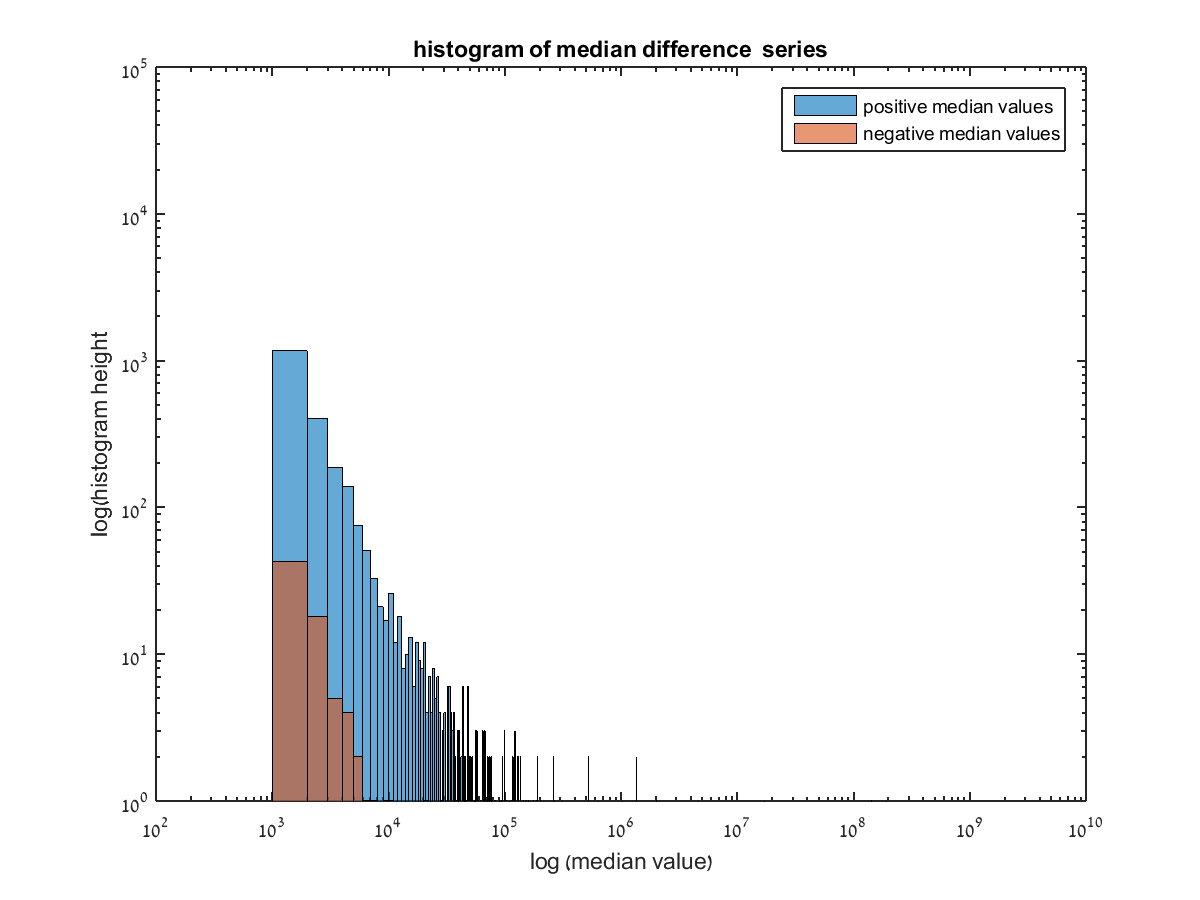 histogram of median difference  series
positive median values
negative median values
log(histogram height
10^5
10^4
10^3
10^2
10^1
10^0
10^2 10^3 10^4 10^5 10^6 10^7 10^8 10^9 10^10
log (median value)